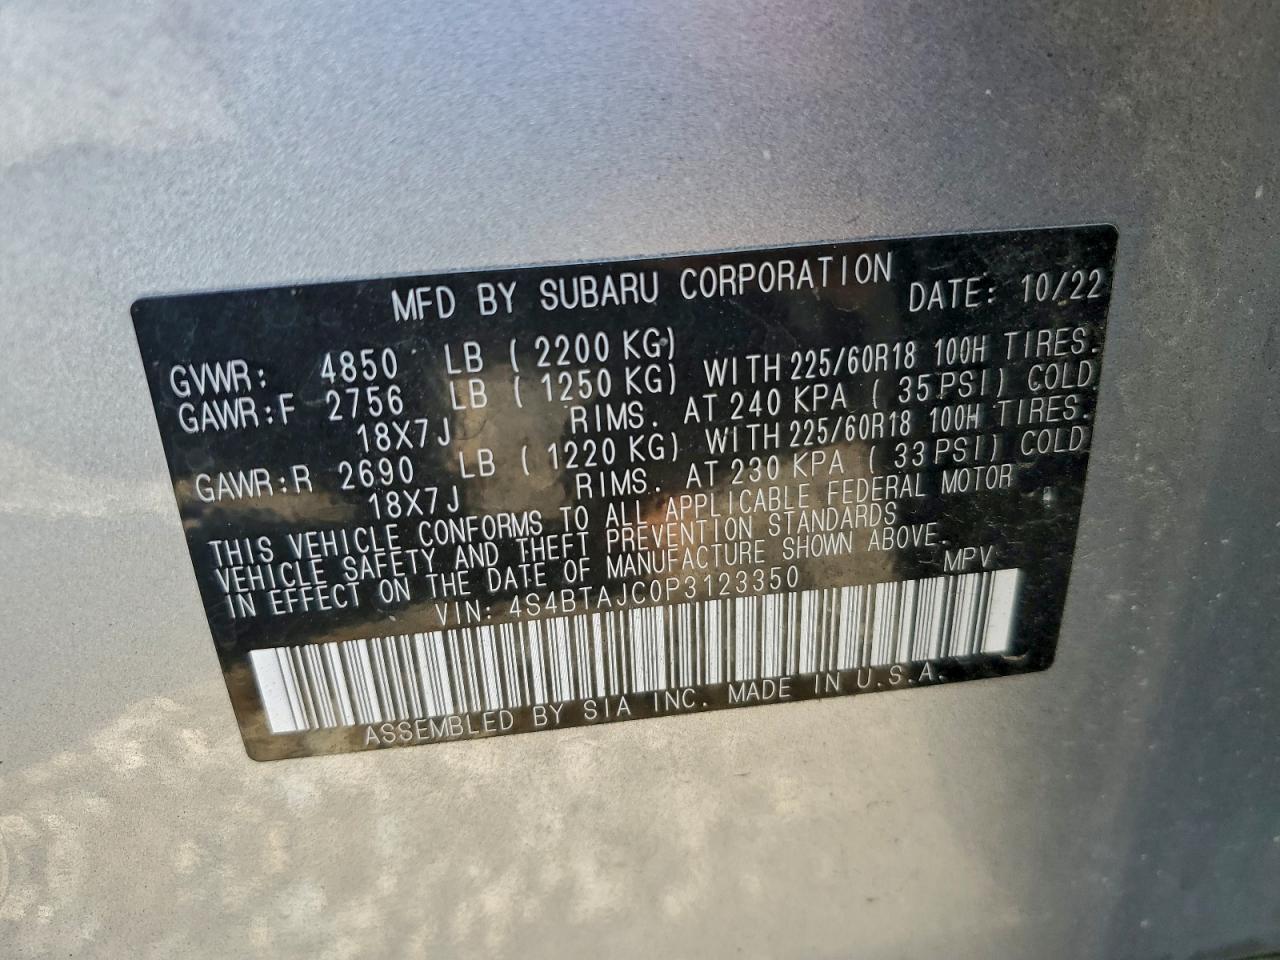 MFD BY SUBARU CORPORATION DATE: 10/22
GVWR: 4850 LB ( 2200 KG)
GAWR:F 2756 LB ( 1250 KG) WITH 225/60R18 100H TIRES.
18X7J RIMS. AT 240 KPA ( 35PSI) COLD
GAWR:R 2690 LB ( 1220 KG) WITH 225/60R18 100H TIRES.
18X7J RIMS. AT 230 KPA ( 33PSI) COLD
THIS VEHICLE CONFORMS TO ALL APPLICABLE FEDERAL MOTOR
VEHICLE SAFETY AND THEFT PREVENTION STANDARDS
IN EFFECT ON THE DATE OF MANUFACTURE SHOWN ABOVE.
VIN: 4S4BTAJC0P3123350 MPV
ASSEMBLED BY SIA INC. MADE IN U.S.A.